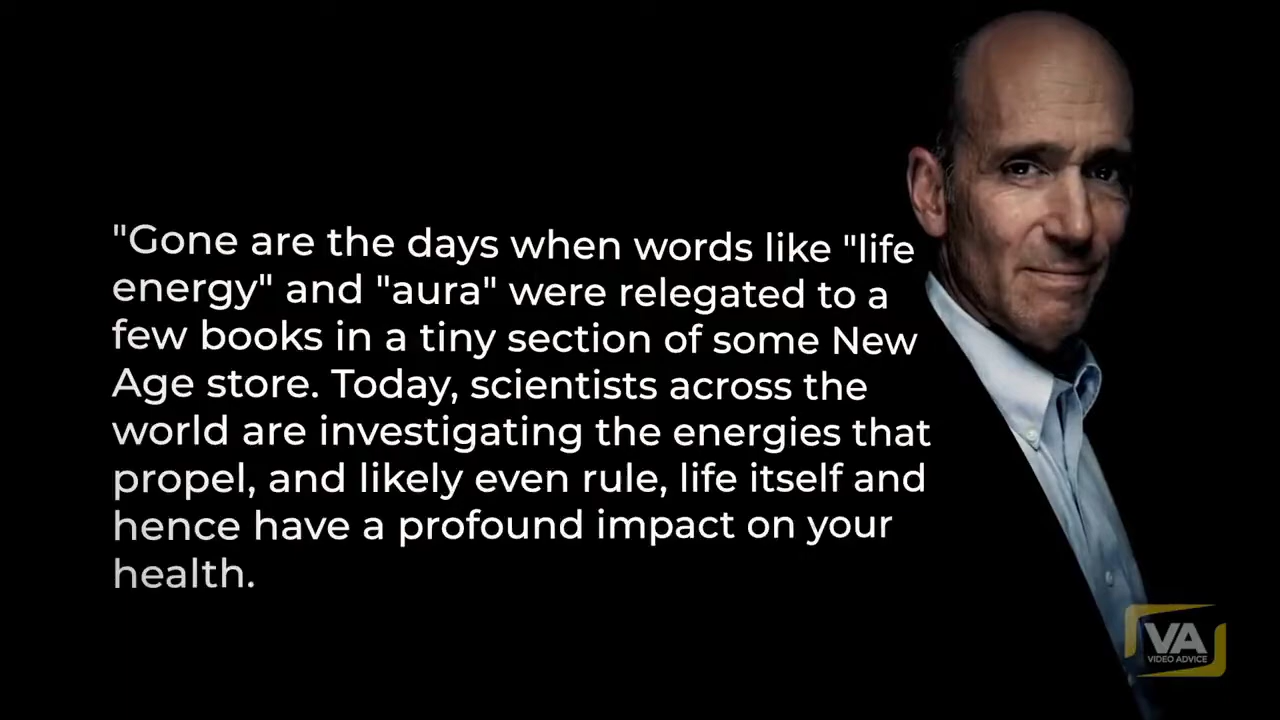 "Gone are the days when words like "life
energy" and "aura" were relegated to a
few books in a tiny section of some New
Age store. Today, scientists across the
world are investigating the energies that
propel, and likely even rule, life itself and
hence have a profound impact on your
health.
VA
VIDEO ADVICE